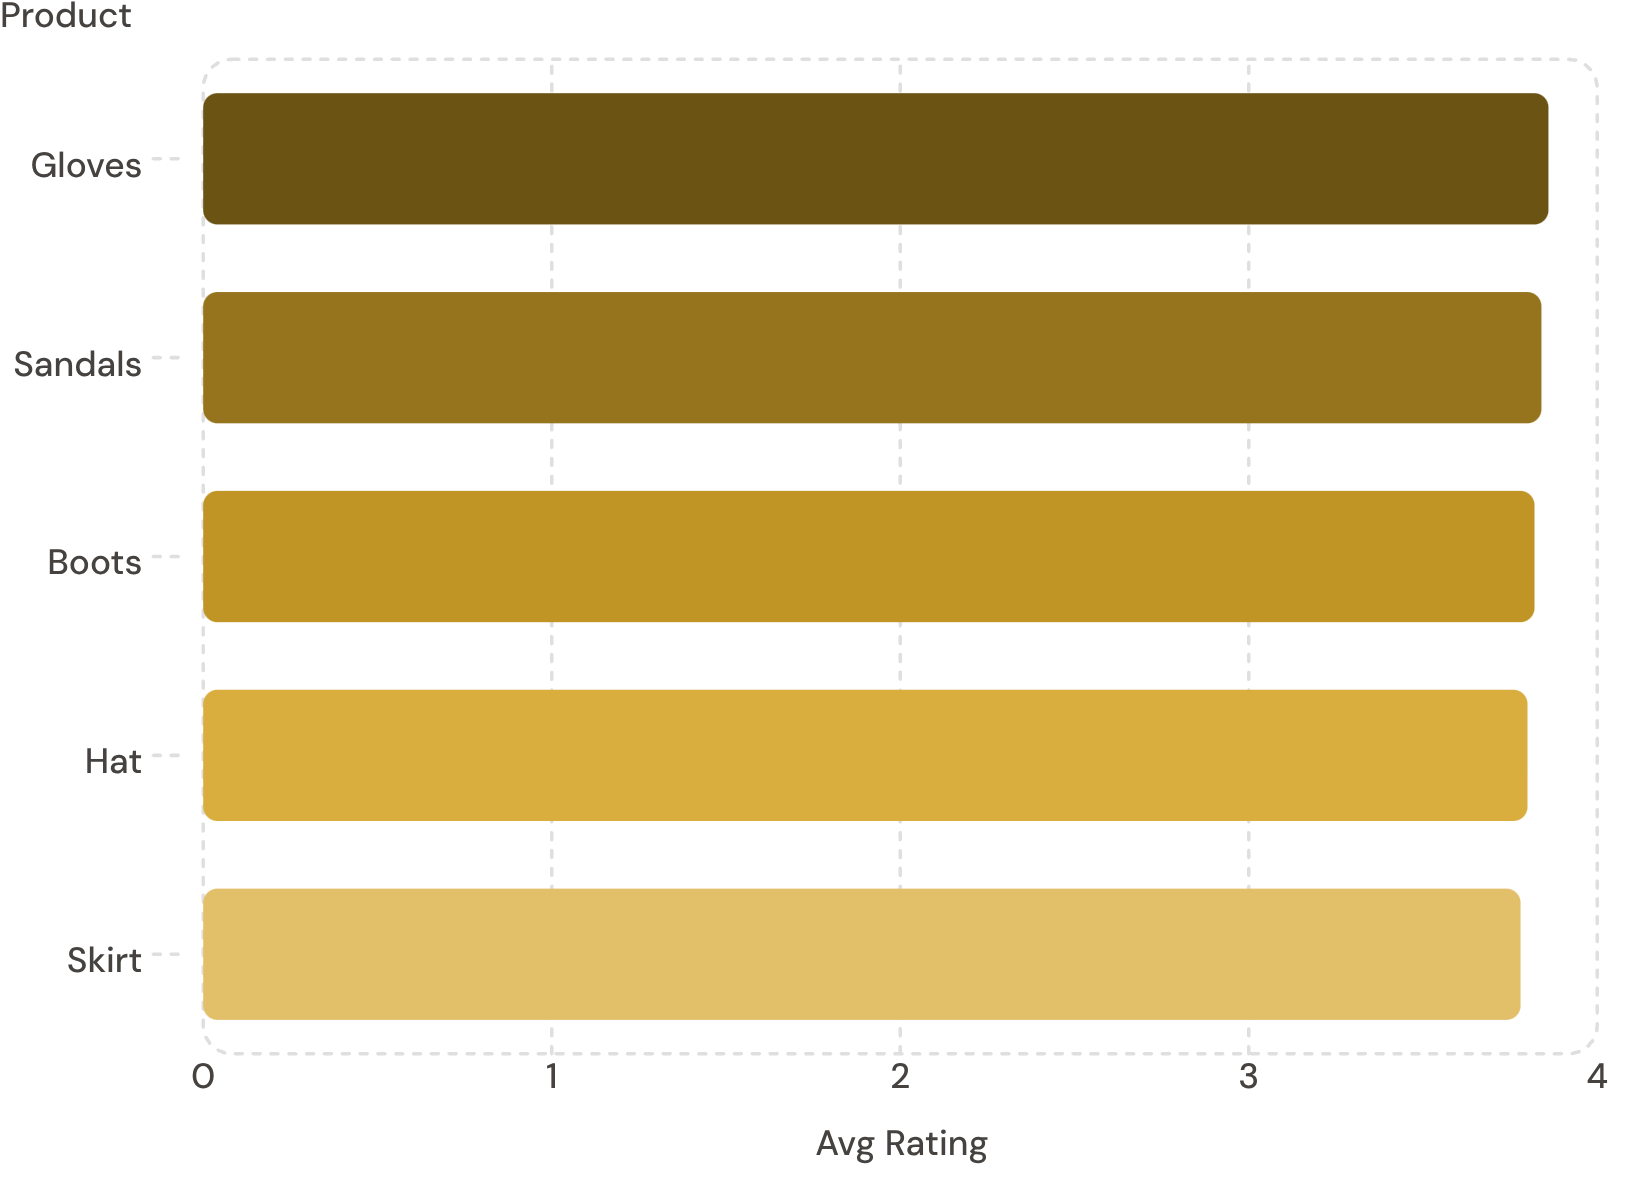 Product
Gloves
Sandals
Boots
Hat
Skirt
0 1 2 3 4
Avg Rating